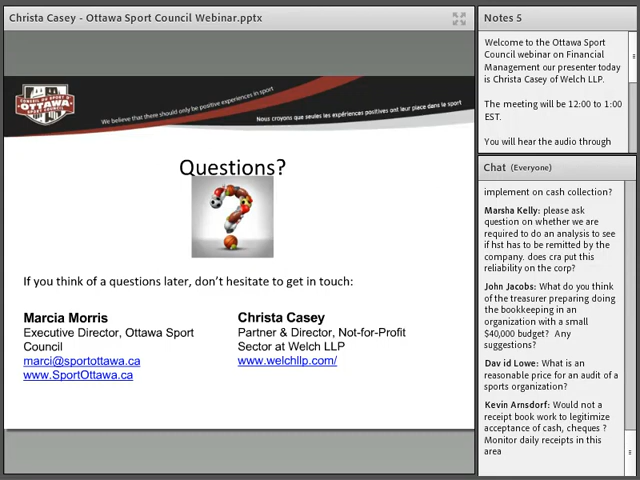 Christa Casey - Ottawa Sport Council Webinar.pptx
OTTAWA
We believe that there should only be positive experiences in sport
Nous croyons que seules les expériences positives ont leur place dans le sport
Questions?
If you think of a questions later, don't hesitate to get in touch:
Marcia Morris
Executive Director, Ottawa Sport
Council
marci@sportottawa.ca
www.SportOttawa.ca
Christa Casey
Partner & Director, Not-for-Profit
Sector at Welch LLP
www.welchllp.com/
Notes 5
Welcome to the Ottawa Sport
Council webinar on Financial
Management our presenter today
is Christa Casey of Welch LLP.
The meeting will be 12:00 to 1:00
EST.
You will hear the audio through
Chat (Everyone)
implement on cash collection?
Marsha Kelly: please ask
question on whether we are
required to do an analysis to see
if hst has to be remitted by the
company. does cra put this
reliability on the corp?
John Jacobs: What do you think
of the treasurer preparing doing
the bookkeeping in an
organization with a small
$40,000 budget? Any
suggestions?
Dav id Lowe: What is an
reasonable price for an audit of a
sports organization?
Kevin Arnsdorf: Would not a
receipt book work to legitimize
acceptance of cash, cheques ?
Monitor daily receipts in this
area